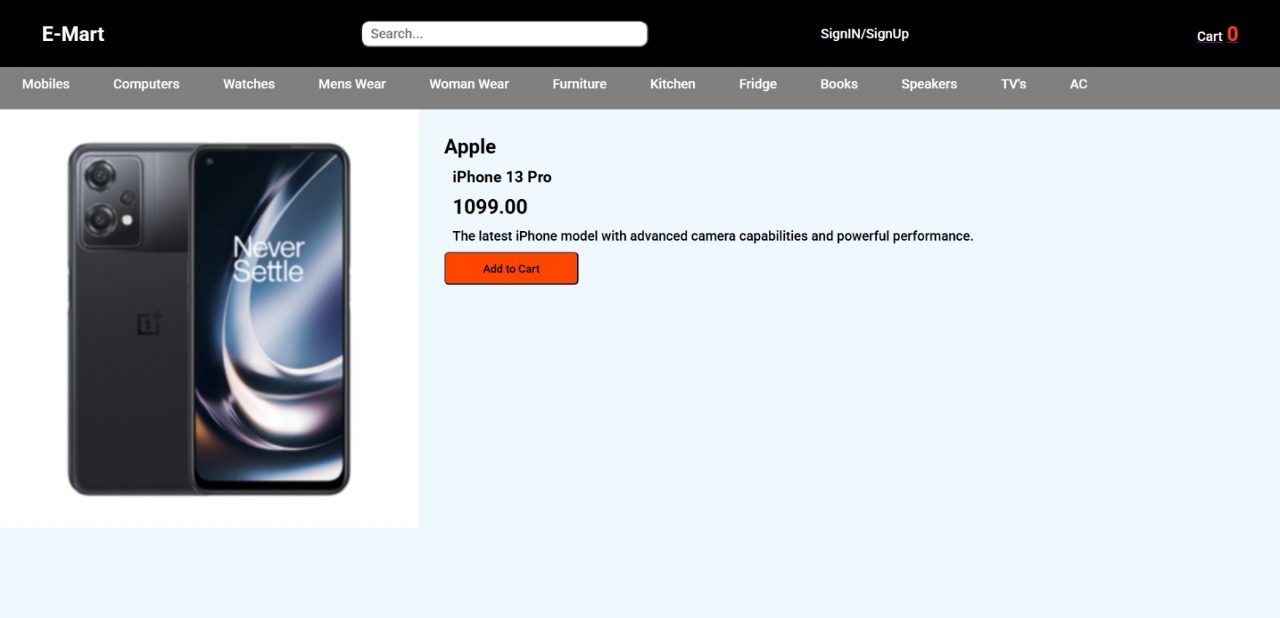 E-Mart
Search...
SignIN/SignUp
Cart 0
Mobiles Computers Watches Mens Wear Woman Wear Furniture Kitchen Fridge Books Speakers TV's AC
Apple
iPhone 13 Pro
1099.00
The latest iPhone model with advanced camera capabilities and powerful performance.
Add to Cart
Never
Settle